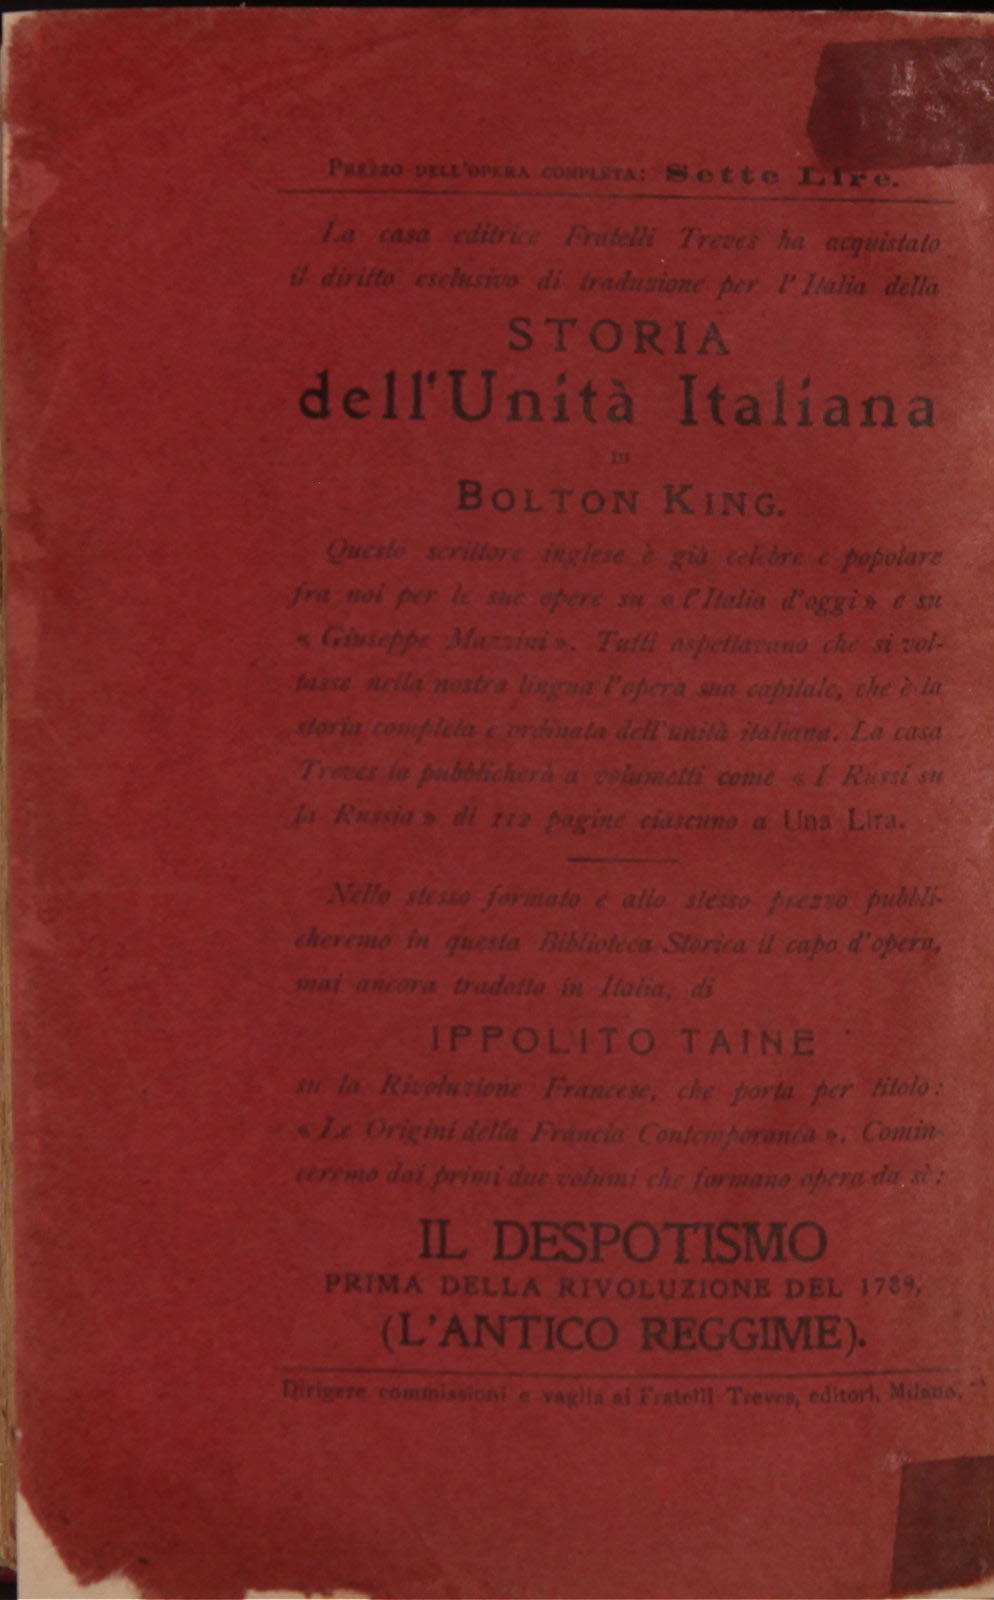 PREZZO DELL'OPERA COMPLETA: Sette Lire.
La casa editrice Fratelli Treves ha acquistato
il diritto esclusivo di traduzione per l'Italia della
STORIA
dell'Unità Italiana
DI
BOLTON KING.
Questo scrittore inglese è già celebre e popolare
fra noi per le sue opere su « l'Italia d'oggi » e su
« Giuseppe Mazzini ». Tutti aspettavano che si vol-
tasse nella nostra lingua l'opera sua capitale, che è la
storia completa e ordinata dell'unità italiana. La casa
Treves la pubblicherà a volumetti come « I Russi su
la Russia » di 112 pagine ciascuno a Una Lira.
Nello stesso formato e allo stesso prezzo pubbli-
cheremo in questa Biblioteca Storica il capo d'opera,
mai ancora tradotto in Italia, di
IPPOLITO TAINE
su la Rivoluzione Francese, che porta per titolo:
« Le Origini della Francia Contemporanea ». Comin-
ceremo dai primi due volumi che formano opera da sè:
IL DESPOTISMO
PRIMA DELLA RIVOLUZIONE DEL 1789,
(L'ANTICO REGGIME).
Dirigere commissioni e vaglia ai Fratelli Treves, editori, Milano.